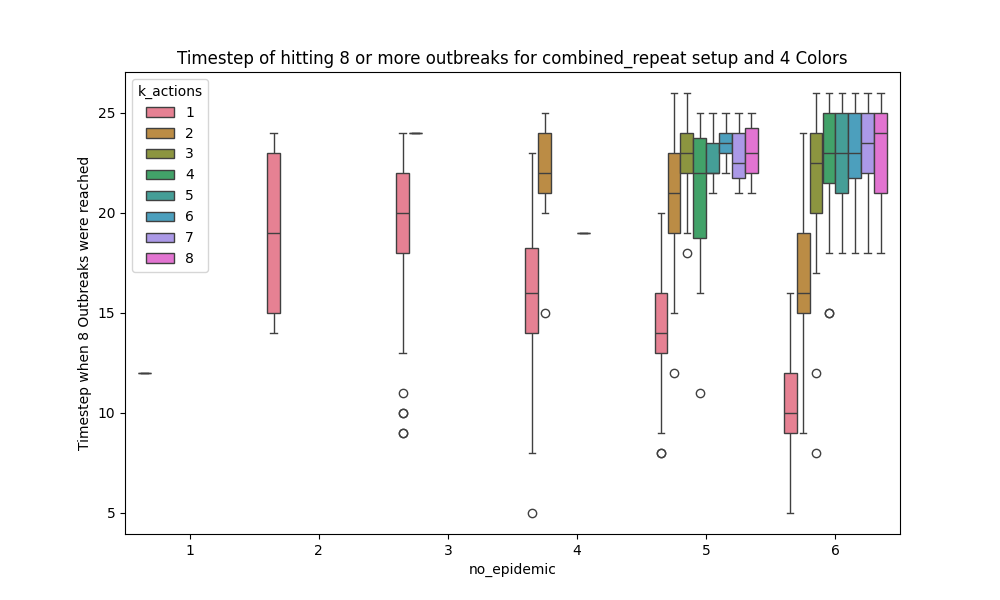 Timestep of hitting 8 or more outbreaks for combined_repeat setup and 4 Colors
k_actions
1
2
3
4
5
6
7
8
Timestep when 8 Outbreaks were reached
25
20
15
10
5
1 2 3 4 5 6
no_epidemic